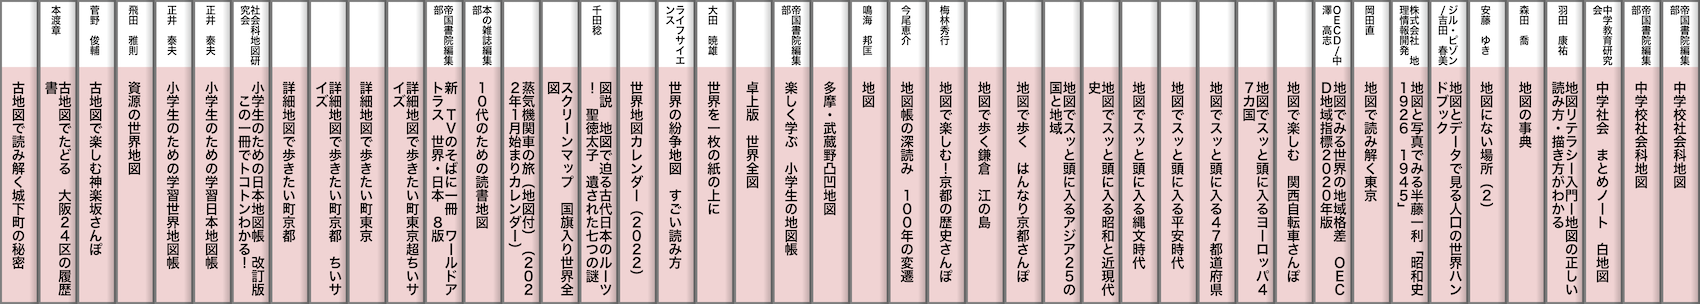 帝国書院編集
部
中学校社会科地図
帝国書院編集
部
中学校社会科地図
中学教育研究
会
中学社会　まとめノート　白地図
羽田　康祐
地図リテラシー入門ー地図の正しい
読み方・描き方がわかる
森田　喬
地図の事典
安藤　ゆき
地図にない場所（２）
ジル・ピゾン
/吉田　春美
地図とデータで見る人口の世界ハン
ドブック
株式会社　地
理情報開発
地図と写真でみる半藤一利「昭和史
１９２６　１９４５」
岡田直
地図で読み解く東京
OECD/中
澤　高志
地図でみる世界の地域格差　ＯＥＣ
Ｄ地域指標２０２０年版
地図で楽しむ　関西自転車さんぽ
地図でスッと頭に入るヨーロッパ４
７カ国
地図でスッと頭に入る４７都道府県
地図でスッと頭に入る平安時代
地図でスッと頭に入る縄文時代
地図でスッと頭に入る昭和と近現代
史
地図でスッと頭に入るアジア２５の
国と地域
地図で歩く　はんなり京都さんぽ
地図で歩く鎌倉　江の島
梅林秀行
地図で楽しむ！京都の歴史さんぽ
今尾恵介
地図帳の深読み　１００年の変遷
鳴海　邦匡
地図
多摩・武蔵野凸凹地図
帝国書院編集
部
楽しく学ぶ　小学生の地図帳
卓上版　世界全図
大田　暁雄
世界を一枚の紙の上に
ライフサイエ
ンス
世界の紛争地図　すごい読み方
世界地図カレンダー（２０２２）
千田稔
図説　地図で迫る古代日本のルーツ
！　聖徳太子　遺された七つの謎
スクリーンマップ　国旗入り世界全
図
蒸気機関車の旅（地図付）（２０２
２年１月始まりカレンダー）
本の雑誌編集
部
１０代のための読書地図
帝国書院編集
部
新　ＴＶのそばに一冊　ワールドア
トラス　世界・日本　８版
詳細地図で歩きたい町東京超ちいサ
イズ
詳細地図で歩きたい町東京
詳細地図で歩きたい町京都　ちいサ
イズ
詳細地図で歩きたい町京都
社会科地図研
究会
小学生のための日本地図帳　改訂版
この一冊でトコトンわかる！
正井　泰夫
小学生のための学習日本地図帳
正井　泰夫
小学生のための学習世界地図帳
飛田　雅則
資源の世界地図
菅野　俊輔
古地図で楽しむ神楽坂さんぽ
本渡章
古地図でたどる　大阪２４区の履歴
書
古地図で読み解く城下町の秘密